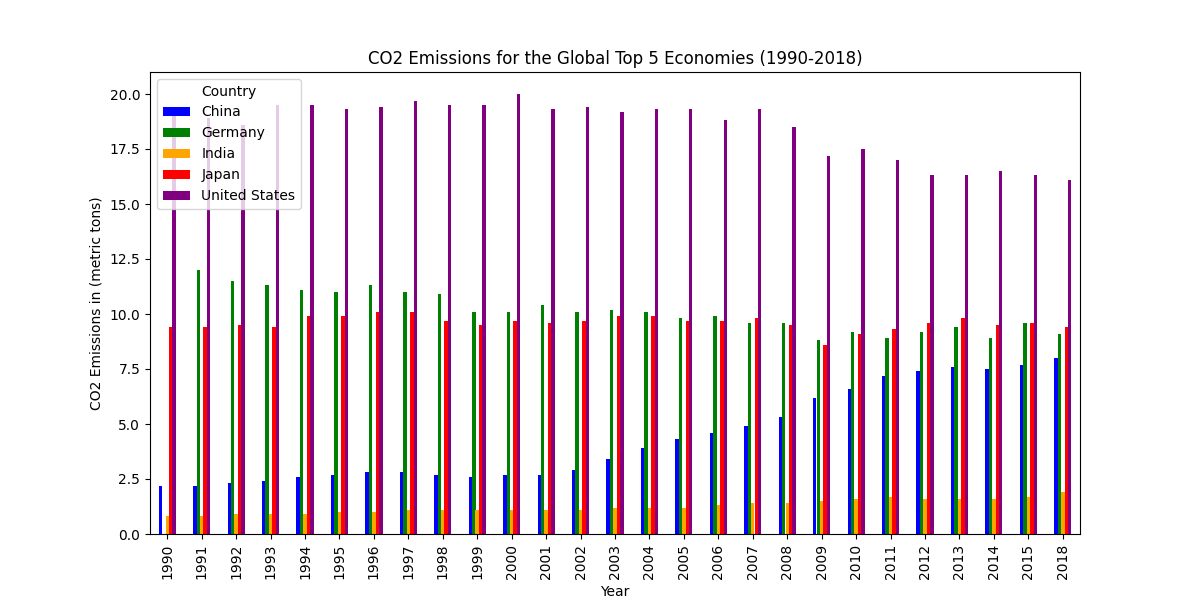 CO2 Emissions for the Global Top 5 Economies (1990-2018)
Country
China
Germany
India
Japan
United States
CO2 Emissions in (metric tons)
20.0
17.5
15.0
12.5
10.0
7.5
5.0
2.5
0.0
1990 1991 1992 1993 1994 1995 1996 1997 1998 1999 2000 2001 2002 2003 2004 2005 2006 2007 2008 2009 2010 2011 2012 2013 2014 2015 2018
Year